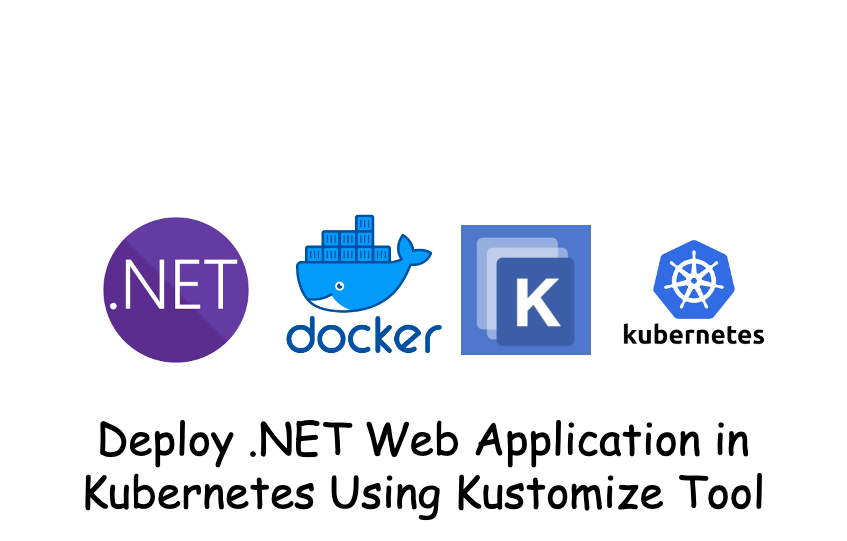 .NET
docker
K
kubernetes
Deploy .NET Web Application in
Kubernetes Using Kustomize Tool